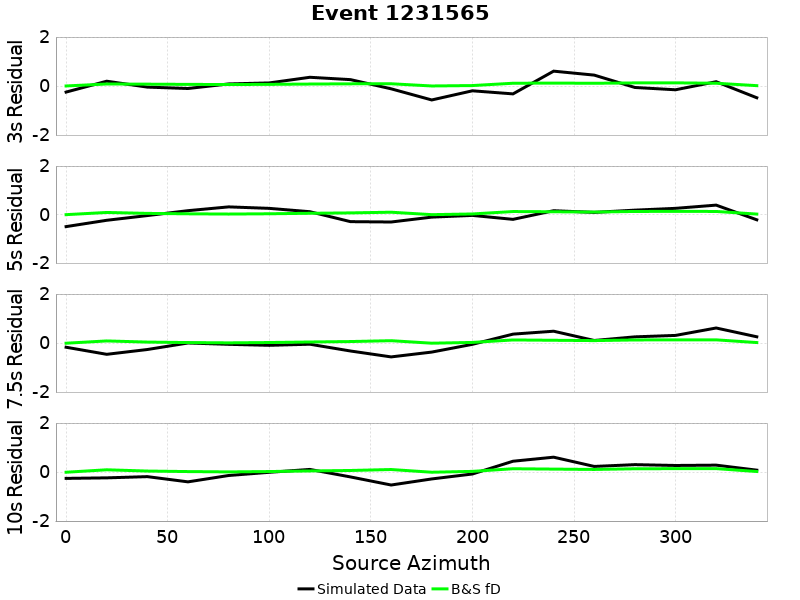 Event 1231565
3s Residual
2
0
-2
5s Residual
2
0
-2
7.5s Residual
2
0
-2
10s Residual
2
0
-2
0 50 100 150 200 250 300
Source Azimuth
Simulated Data B&S fD